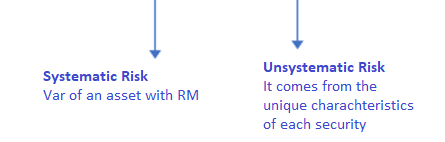 Systematic Risk
Var of an asset with RM
Unsystematic Risk
It comes from the
unique charachteristics
of each security